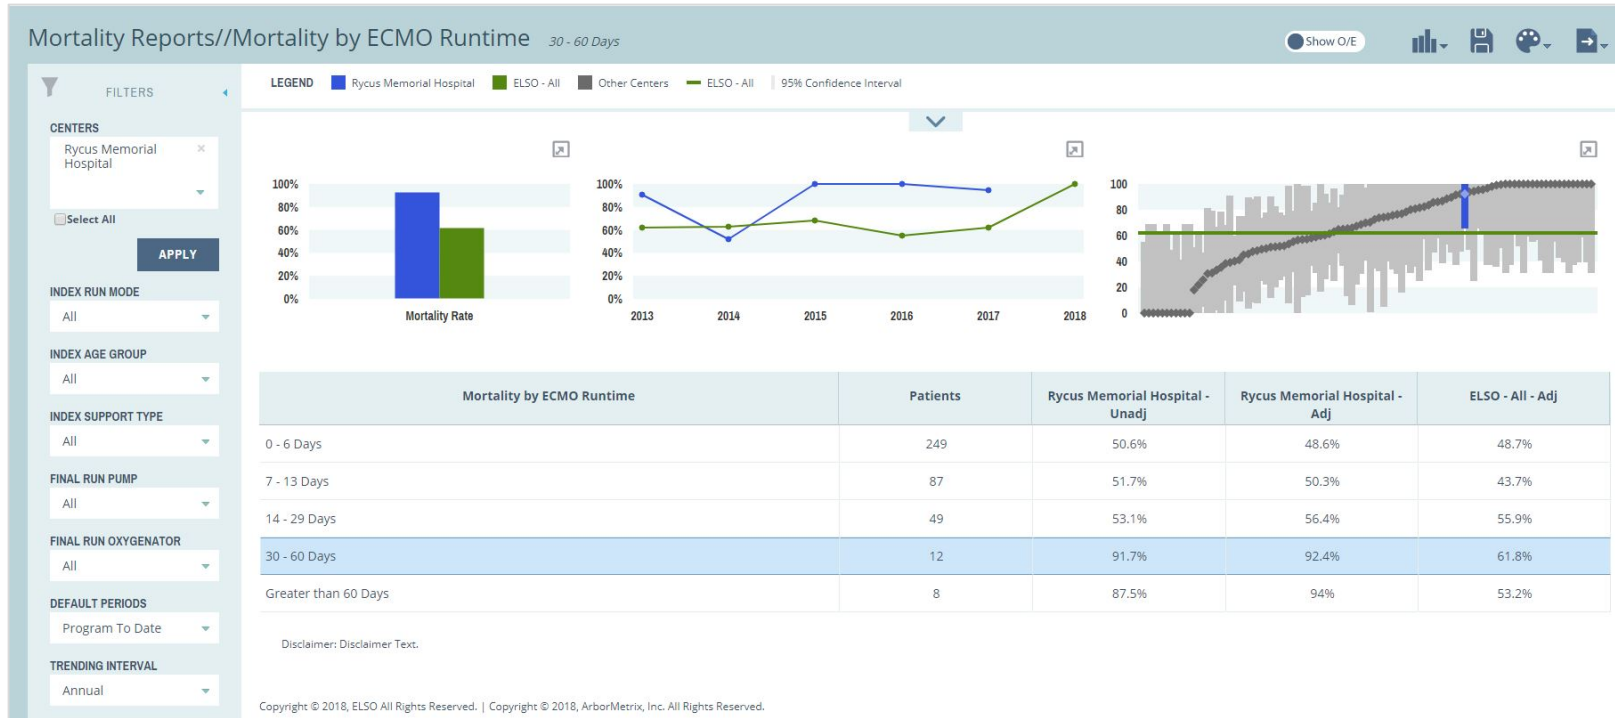 Mortality Reports//Mortality by ECMO Runtime 30 - 60 Days
Show O/E
FILTERS
CENTERS
Rycus Memorial
Hospital
Select All
APPLY
INDEX RUN MODE
All
INDEX AGE GROUP
All
INDEX SUPPORT TYPE
All
FINAL RUN PUMP
All
FINAL RUN OXYGENATOR
All
DEFAULT PERIODS
Program To Date
TRENDING INTERVAL
Annual
LEGEND Rycus Memorial Hospital ELSO - All Other Centers ELSO - All 95% Confidence Interval
100%
80%
60%
40%
20%
0%
Mortality Rate
100%
80%
60%
40%
20%
0%
2013 2014 2015 2016 2017 2018
100
80
60
40
20
0
Mortality by ECMO Runtime Patients Rycus Memorial Hospital - Unadj Rycus Memorial Hospital - Adj ELSO - All - Adj
0 - 6 Days 249 50.6% 48.6% 48.7%
7 - 13 Days 87 51.7% 50.3% 43.7%
14 - 29 Days 49 53.1% 56.4% 55.9%
30 - 60 Days 12 91.7% 92.4% 61.8%
Greater than 60 Days 8 87.5% 94% 53.2%
Disclaimer: Disclaimer Text.
Copyright © 2018, ELSO All Rights Reserved. | Copyright © 2018, ArborMetrix, Inc. All Rights Reserved.